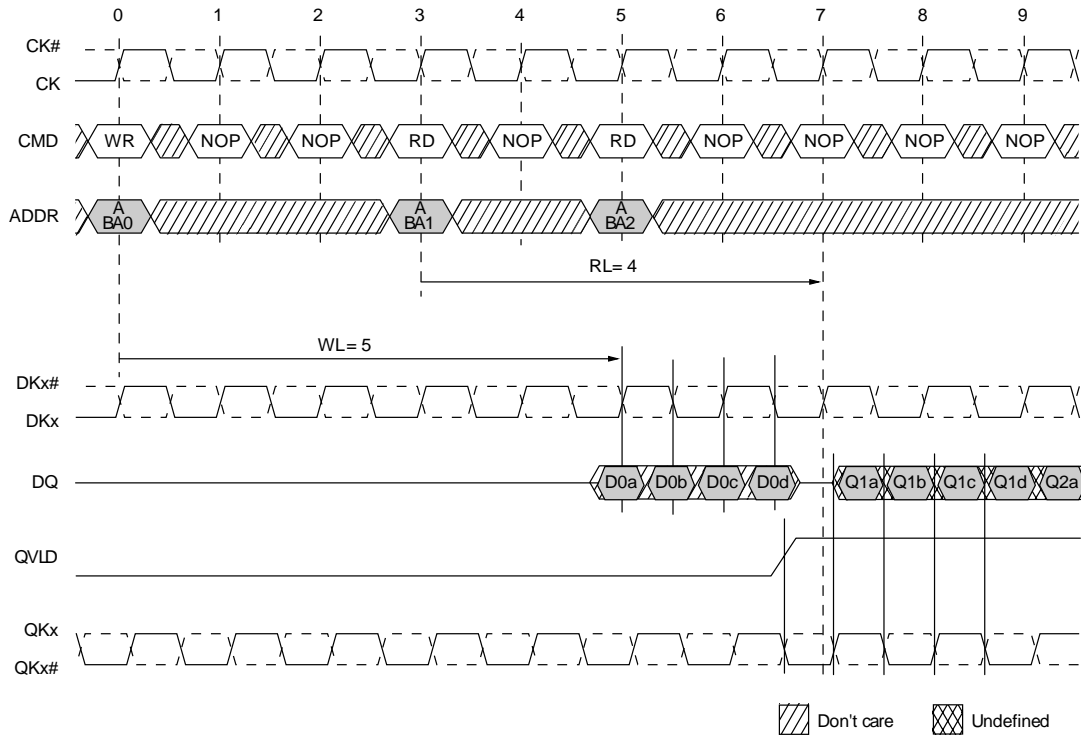 0 1 2 3 4 5 6 7 8 9
CK#
CK
CMD WR NOP NOP RD NOP RD NOP NOP NOP NOP
ADDR A BA0 A BA1 A BA2
RL= 4
WL= 5
DKx#
DKx
DQ D0a D0b D0c D0d Q1a Q1b Q1c Q1d Q2a
QVLD
QKx
QKx#
Don't care Undefined